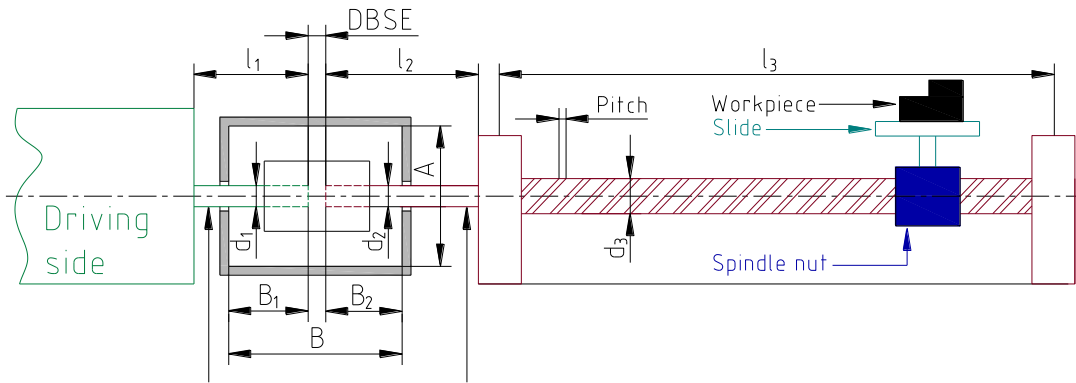 DBSE
l1
l2
l3
Pitch
Workpiece
Slide
A
Driving
side
d1
d2
d3
Spindle nut
B1
B2
B